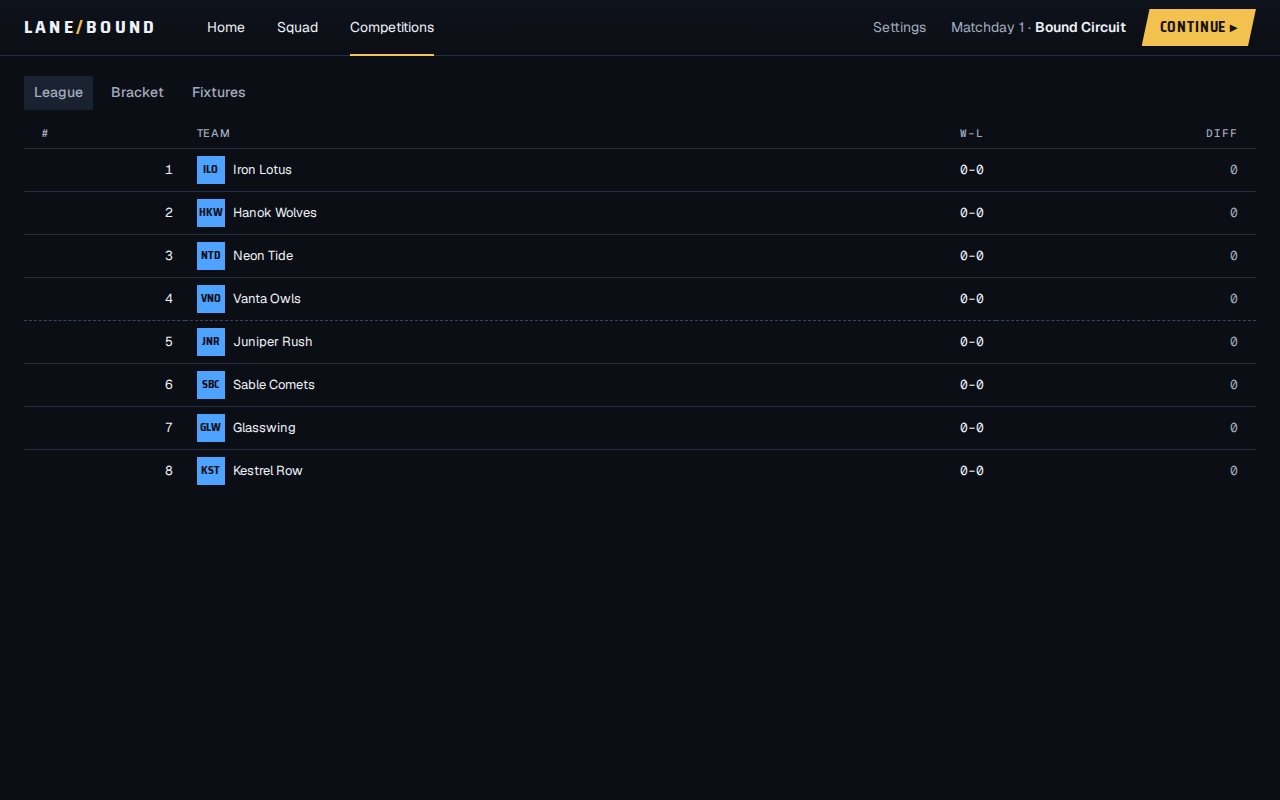 LANE/BOUND Home Squad Competitions Settings Matchday 1 · Bound Circuit CONTINUE ▶
League Bracket Fixtures
# TEAM W-L DIFF
1 ILO Iron Lotus 0-0 0
2 HKW Hanok Wolves 0-0 0
3 NTD Neon Tide 0-0 0
4 VNO Vanta Owls 0-0 0
5 JNR Juniper Rush 0-0 0
6 SBC Sable Comets 0-0 0
7 GLW Glasswing 0-0 0
8 KST Kestrel Row 0-0 0